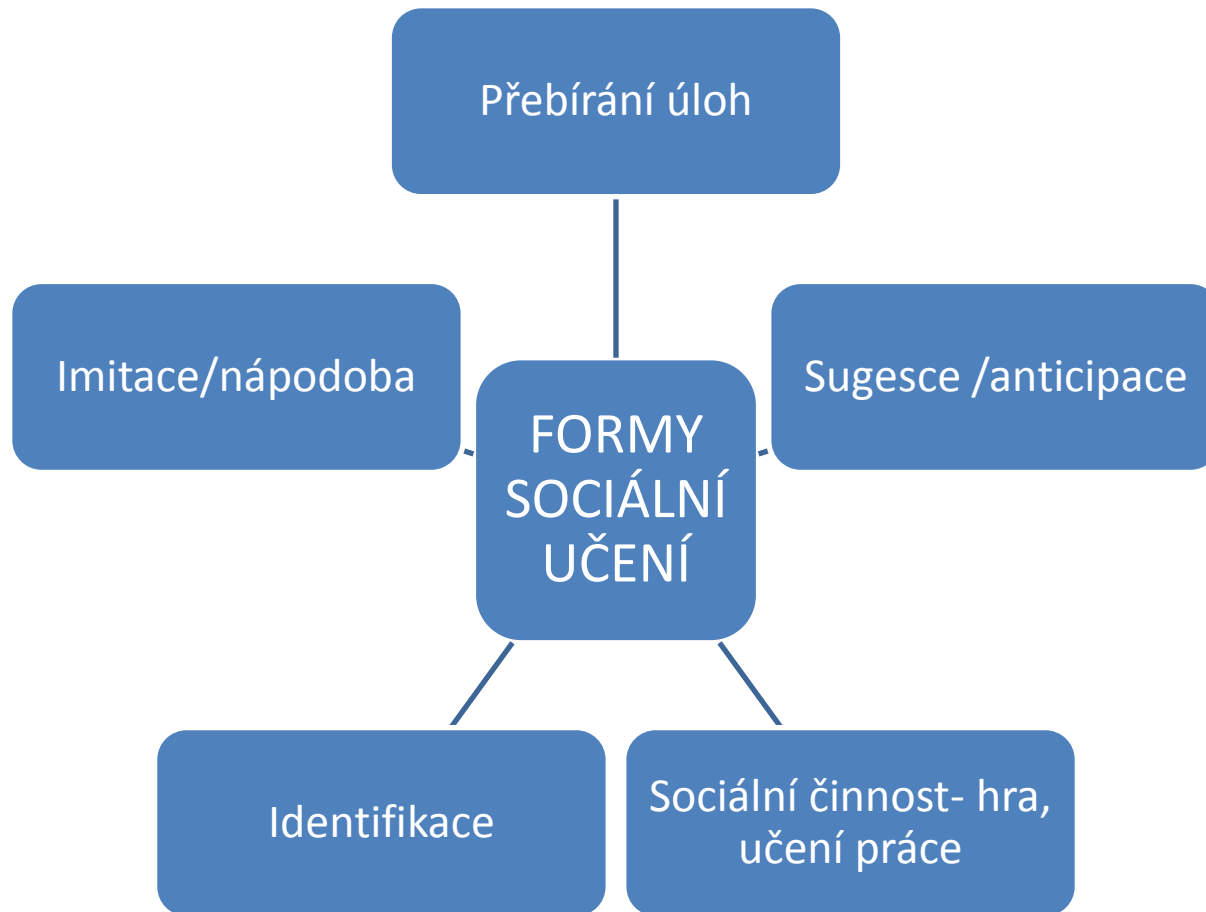 Přebírání úloh
Imitace/nápodoba
Sugesce /anticipace
FORMY
SOCIÁLNÍ
UČENÍ
Identifikace
Sociální činnost- hra,
učení práce